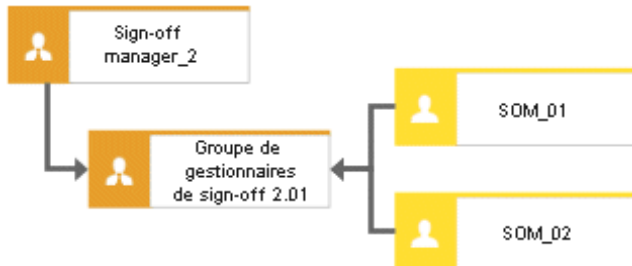 Sign-off
manager_2
SOM_01
Groupe de
gestionnaires
de sign-off 2.01
SOM_02